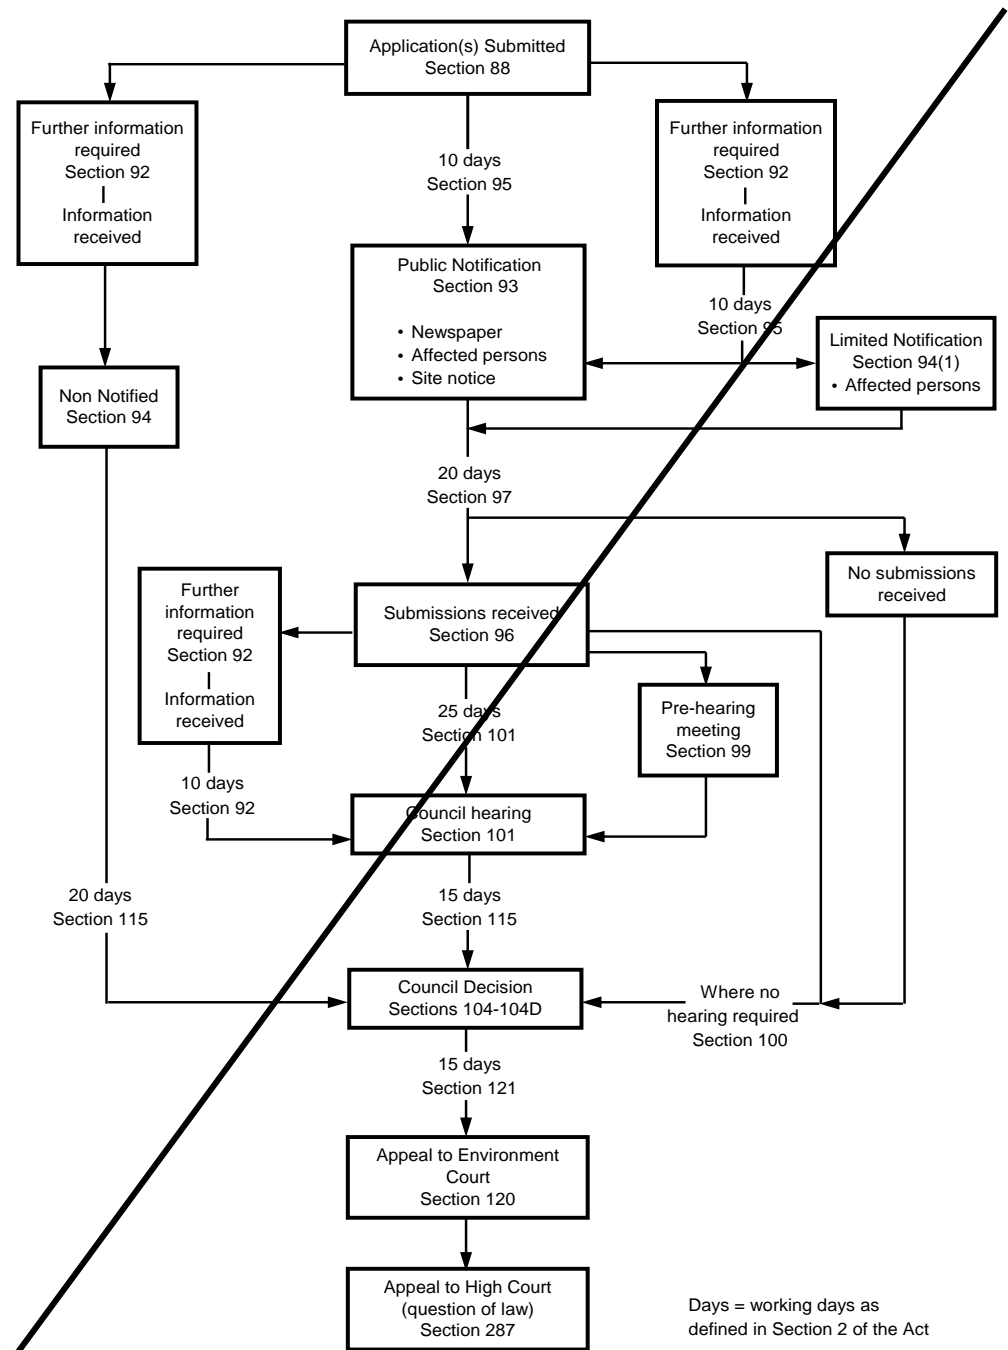 Application(s) Submitted
Section 88
Further information
required
Section 92
Information
received
10 days
Section 95
Further information
required
Section 92
Information
received
Public Notification
Section 93
• Newspaper
• Affected persons
• Site notice
10 days
Section 95
Limited Notification
Section 94(1)
• Affected persons
Non Notified
Section 94
20 days
Section 97
No submissions
received
Further
information
required
Section 92
Information
received
Submissions received
Section 96
25 days
Section 101
Pre-hearing
meeting
Section 99
10 days
Section 92
Council hearing
Section 101
20 days
Section 115
15 days
Section 115
Council Decision
Sections 104-104D
Where no
hearing required
Section 100
15 days
Section 121
Appeal to Environment
Court
Section 120
Appeal to High Court
(question of law)
Section 287
Days = working days as
defined in Section 2 of the Act